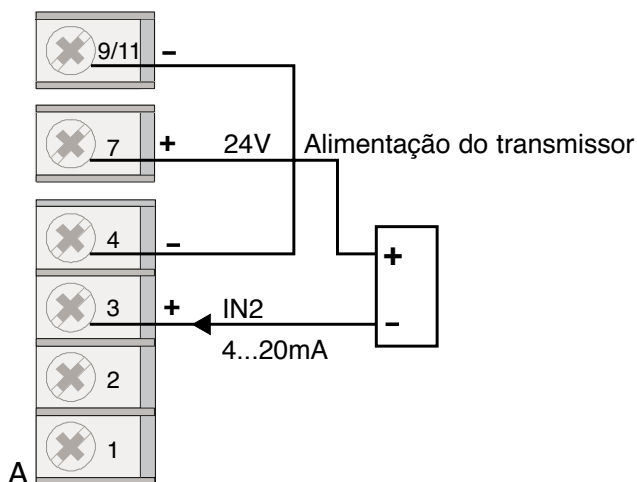 9/11 -
7 + 24V Alimentação do transmissor
4 -
+
3 + IN2 -
4...20mA
2
1
A